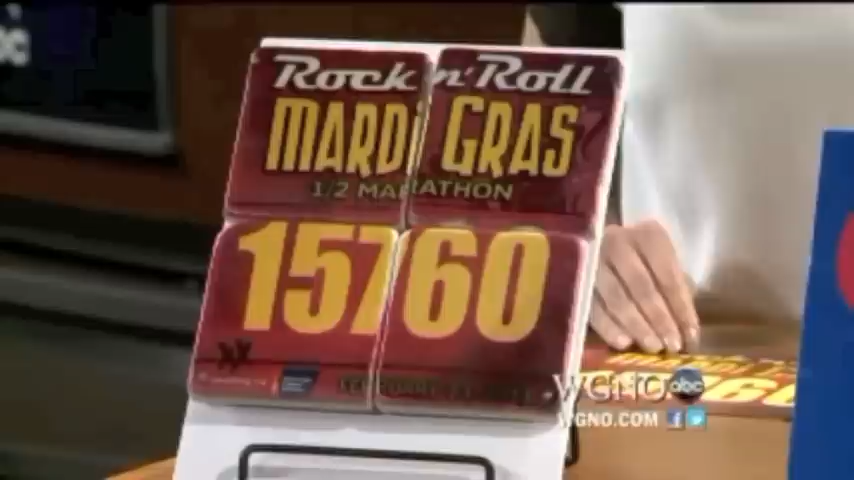 Rock n' Roll
MARDI GRAS
1/2 MARATHON
15760
WGNO abc
WGNO.COM